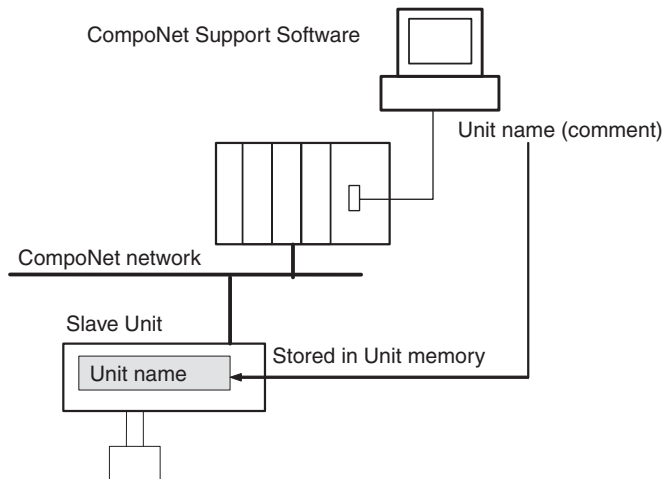 CompoNet Support Software
Unit name (comment)
CompoNet network
Slave Unit
Stored in Unit memory
Unit name